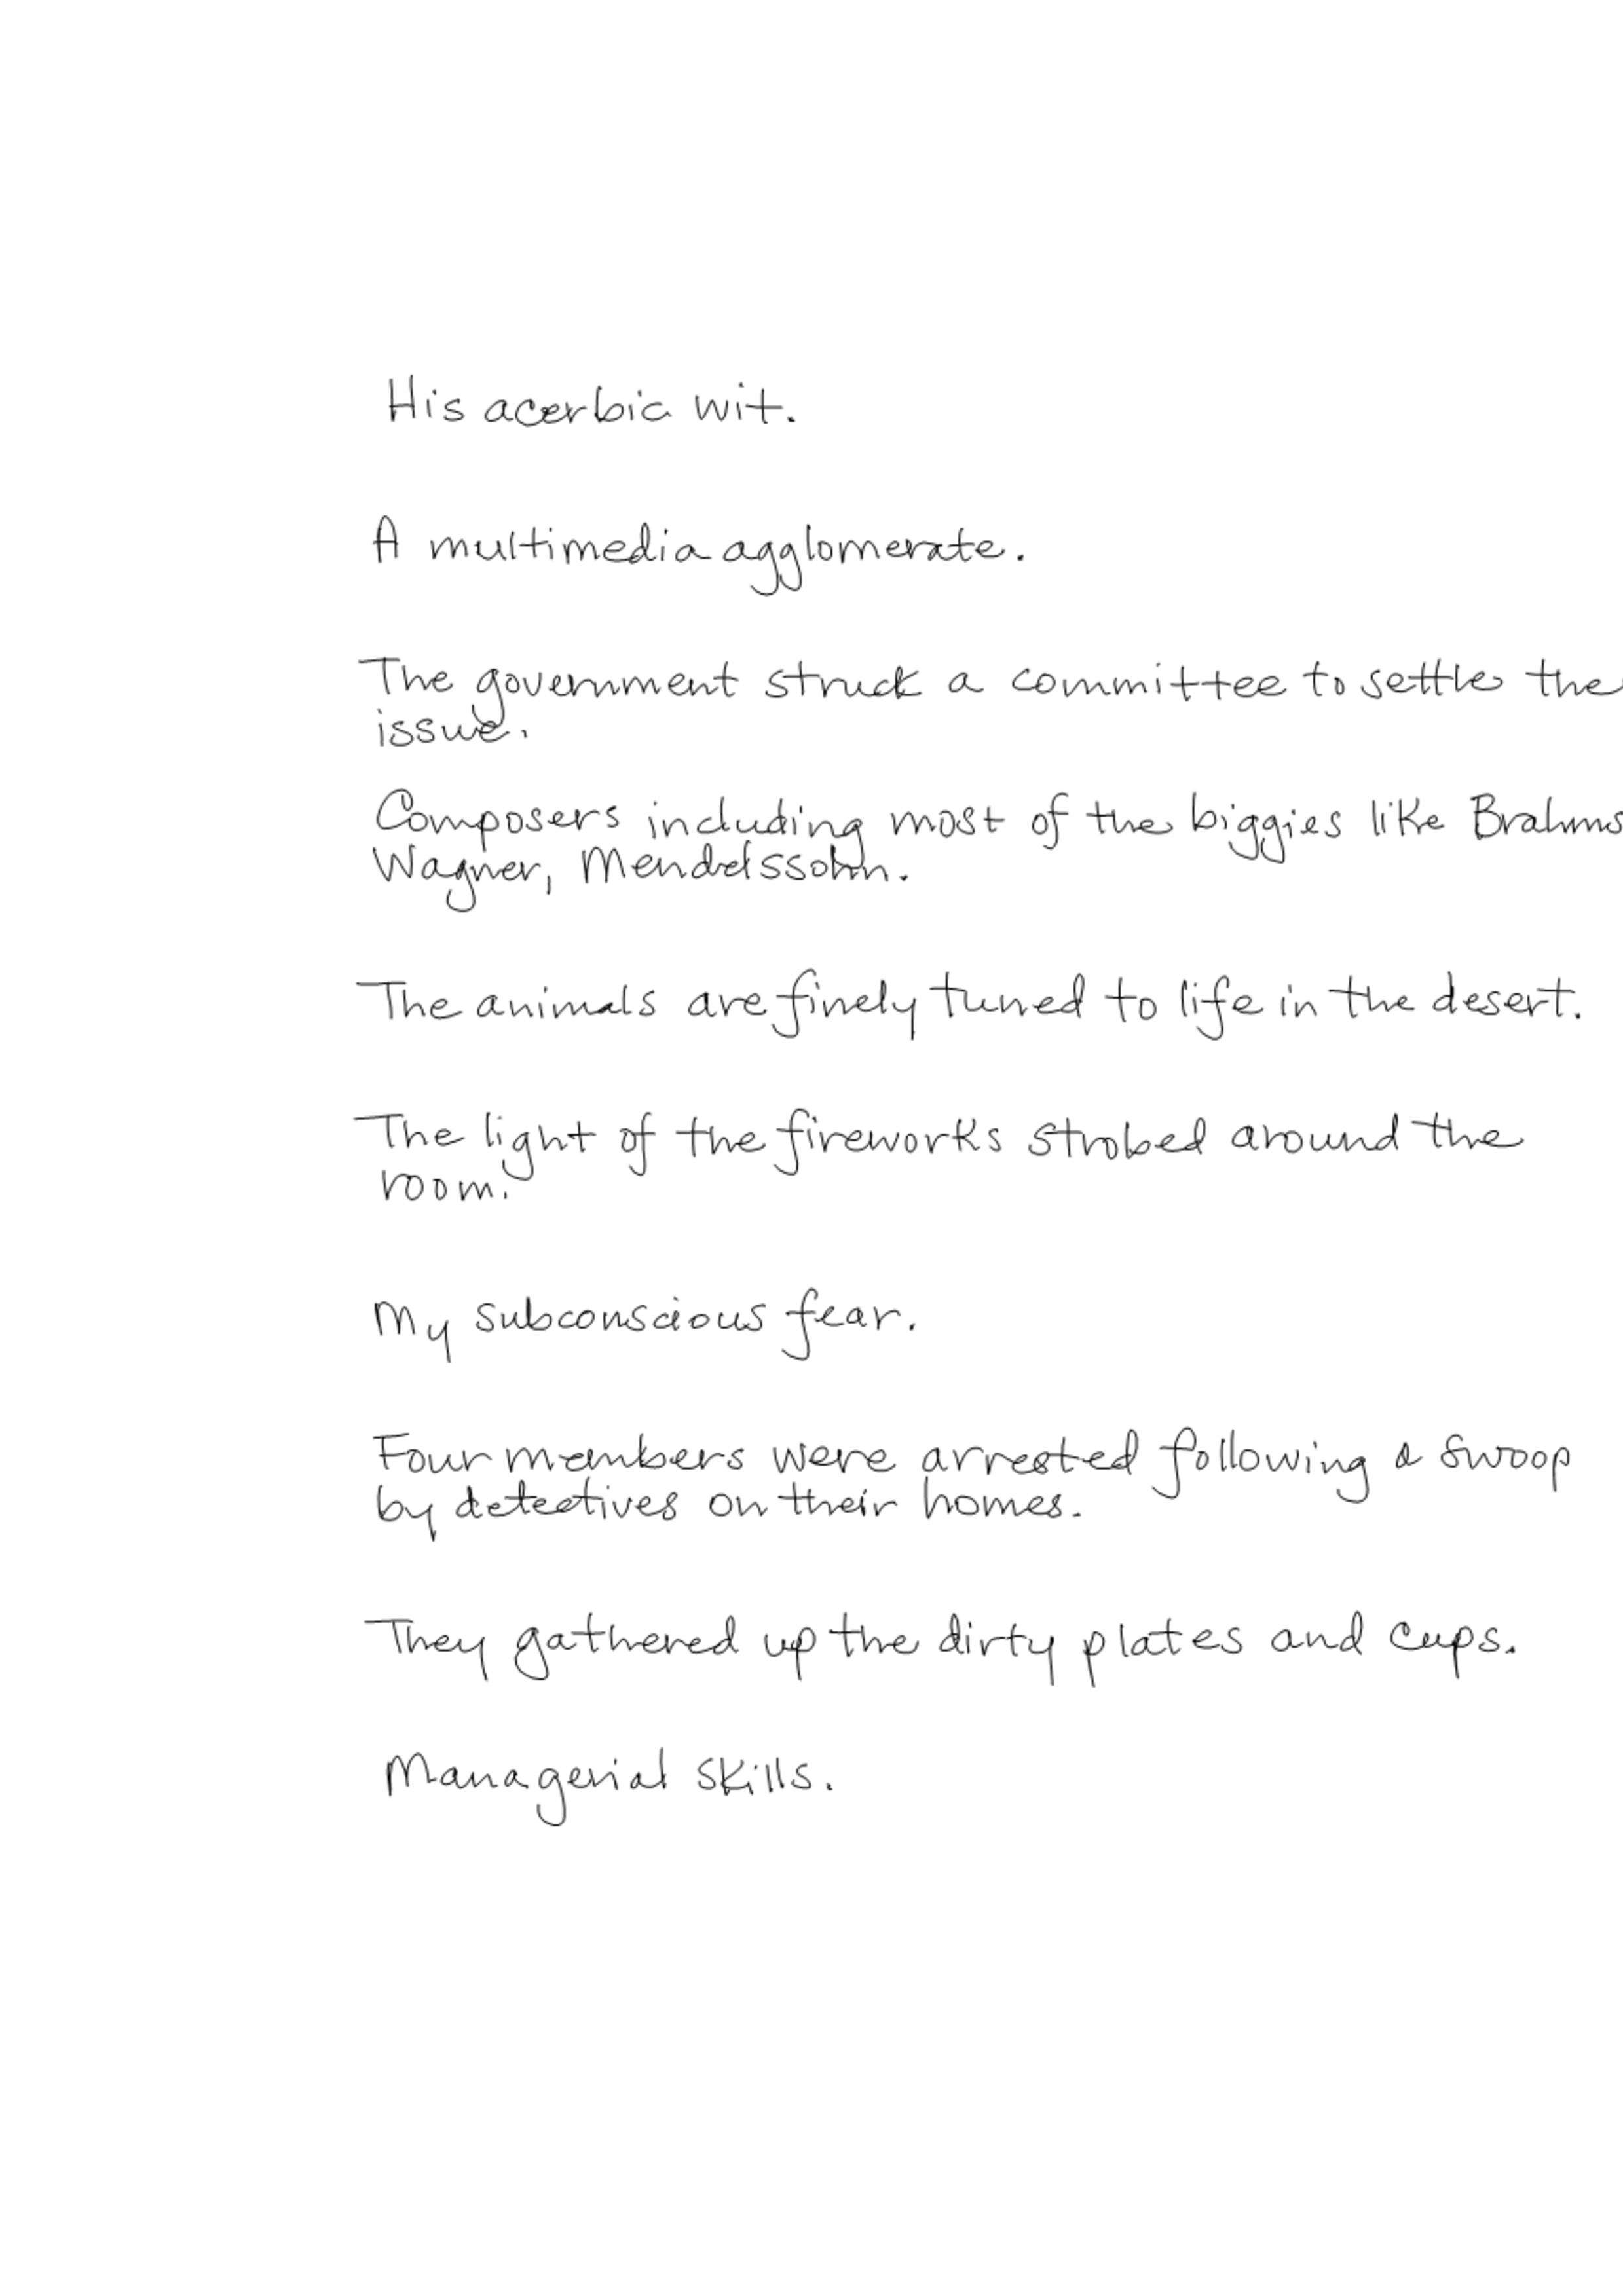 His acerbic wit.
A multimedia agglomerate.
The government struck a committee to settle the
issue.
Composers including most of the biggies like Brahms
Wagner, Mendelssohn.
The animals are finely tuned to life in the desert.
The light of the fireworks strobed around the
room.
My subconscious fear.
Four members were arrested following a swoop
by detectives on their homes.
They gathered up the dirty plates and cups.
Managerial skills.